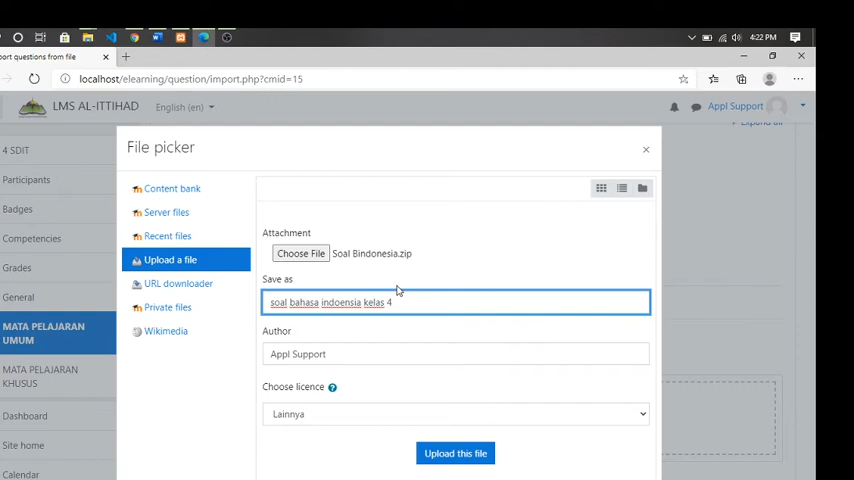 4:22 PM
port questions from file
localhost/elearning/question/import.php?cmid=15
LMS AL-ITTIHAD
English (en)
Appl Support
Expand all
4 SDIT
Participants
Badges
Competencies
Grades
General
MATA PELAJARAN
UMUM
MATA PELAJARAN
KHUSUS
Dashboard
Site home
Calendar
File picker
Content bank
Server files
Recent files
Upload a file
URL downloader
Private files
Wikimedia
Attachment
Choose File Soal Bindonesia.zip
Save as
soal bahasa indoensia kelas 4
Author
Appl Support
Choose licence
Lainnya
Upload this file